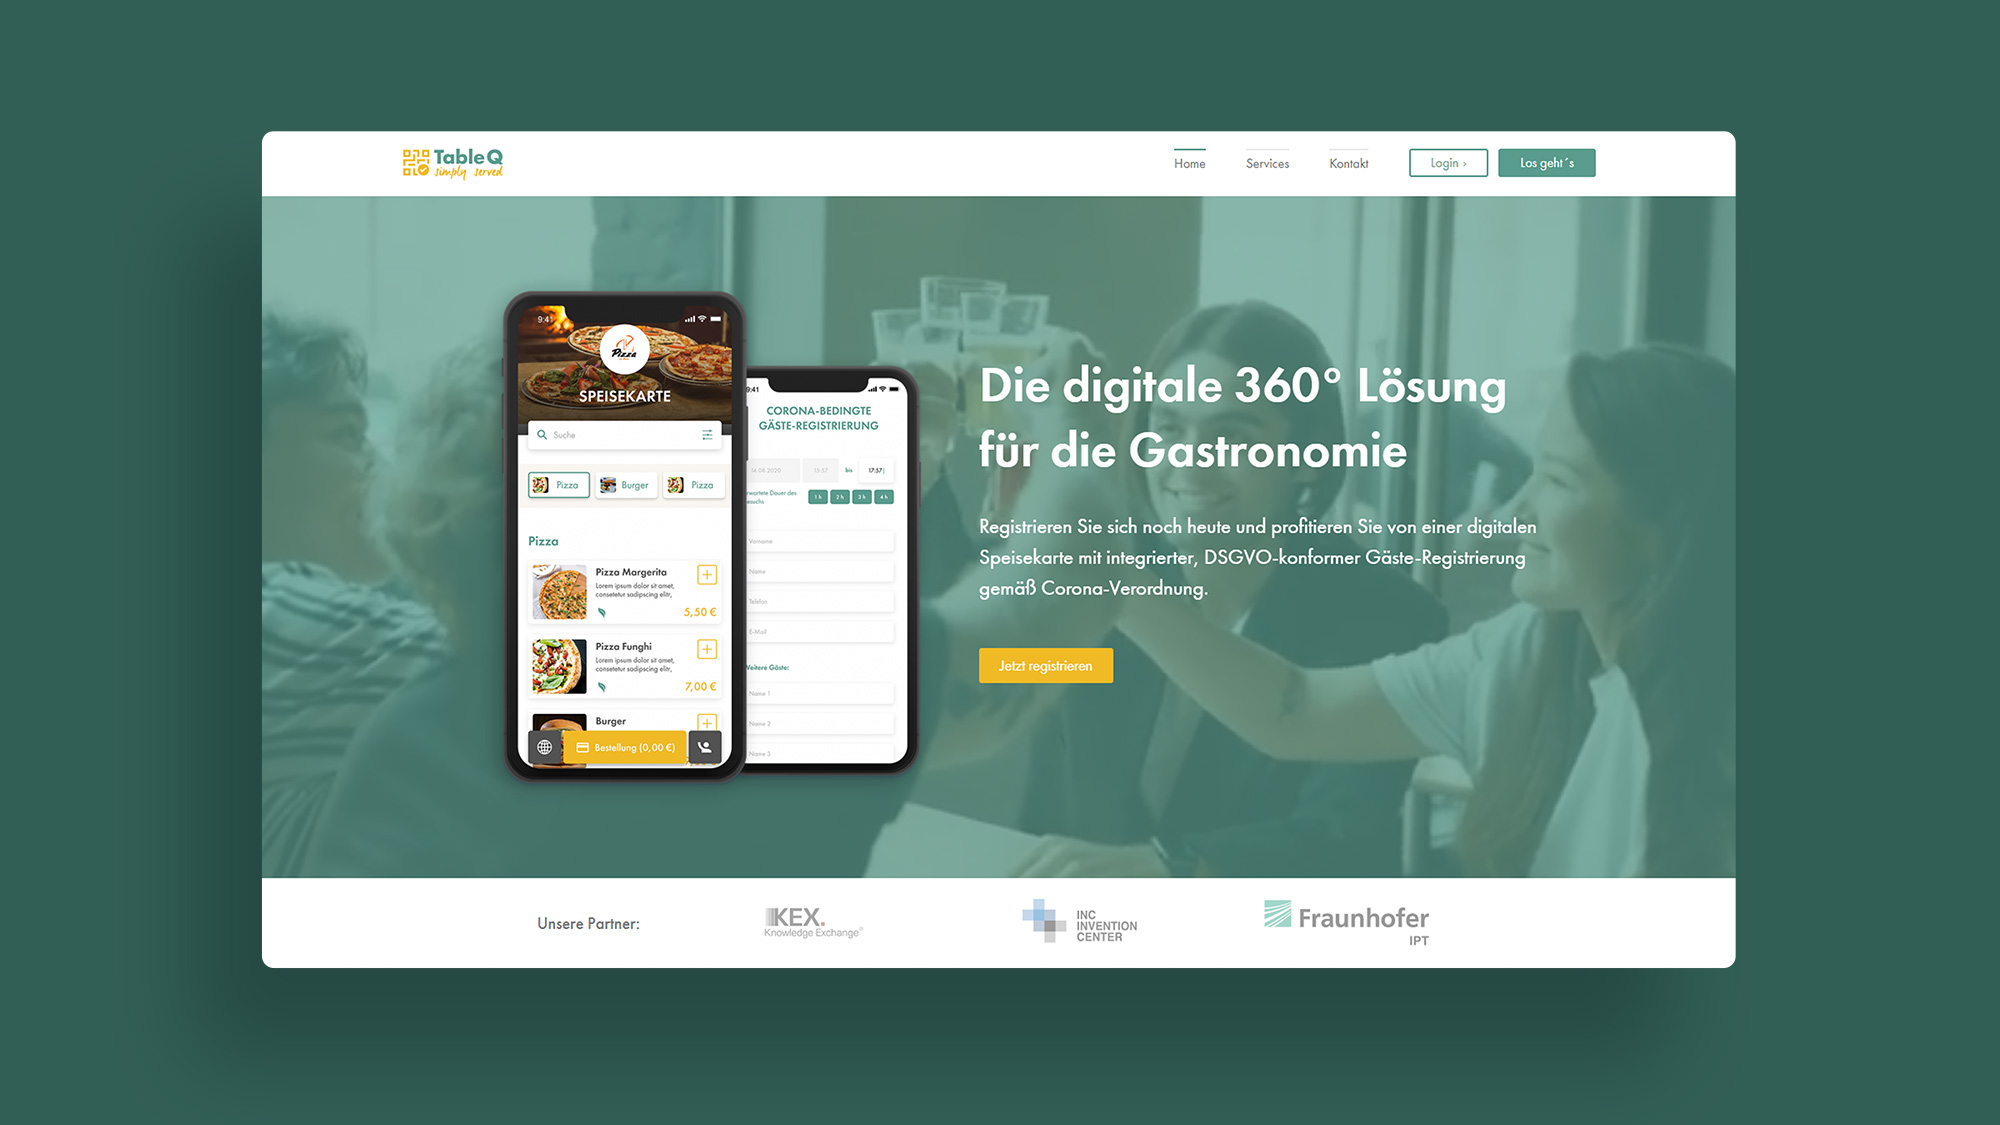 TableQ
simply served
Home
Services
Kontakt
Login ›
Los geht´s
9:41
Pizza
SPEISEKARTE
Suche
Pizza
Burger
Pizza
Pizza
Pizza Margerita
Lorem ipsum dolor sit amet,
consetetur sadipscing elitr,
5,50 €
Pizza Funghi
Lorem ipsum dolor sit amet,
consetetur sadipscing elitr,
7,00 €
Burger
Bestellung (0,00 €)
9:41
CORONA-BEDINGTE
GÄSTE-REGISTRIERUNG
14.08.2020
15:57
bis
17:57|
rwartete Dauer des
esuchs
1 h
2 h
3 h
4 h
Vorname
Name
Telefon
E-Mail
Weitere Gäste:
Name 1
Name 2
Name 3
Die digitale 360° Lösung
für die Gastronomie
Registrieren Sie sich noch heute und profitieren Sie von einer digitalen
Speisekarte mit integrierter, DSGVO-konformer Gäste-Registrierung
gemäß Corona-Verordnung.
Jetzt registrieren
Unsere Partner:
KEX.
Knowledge Exchange®
INC
INVENTION
CENTER
Fraunhofer
IPT